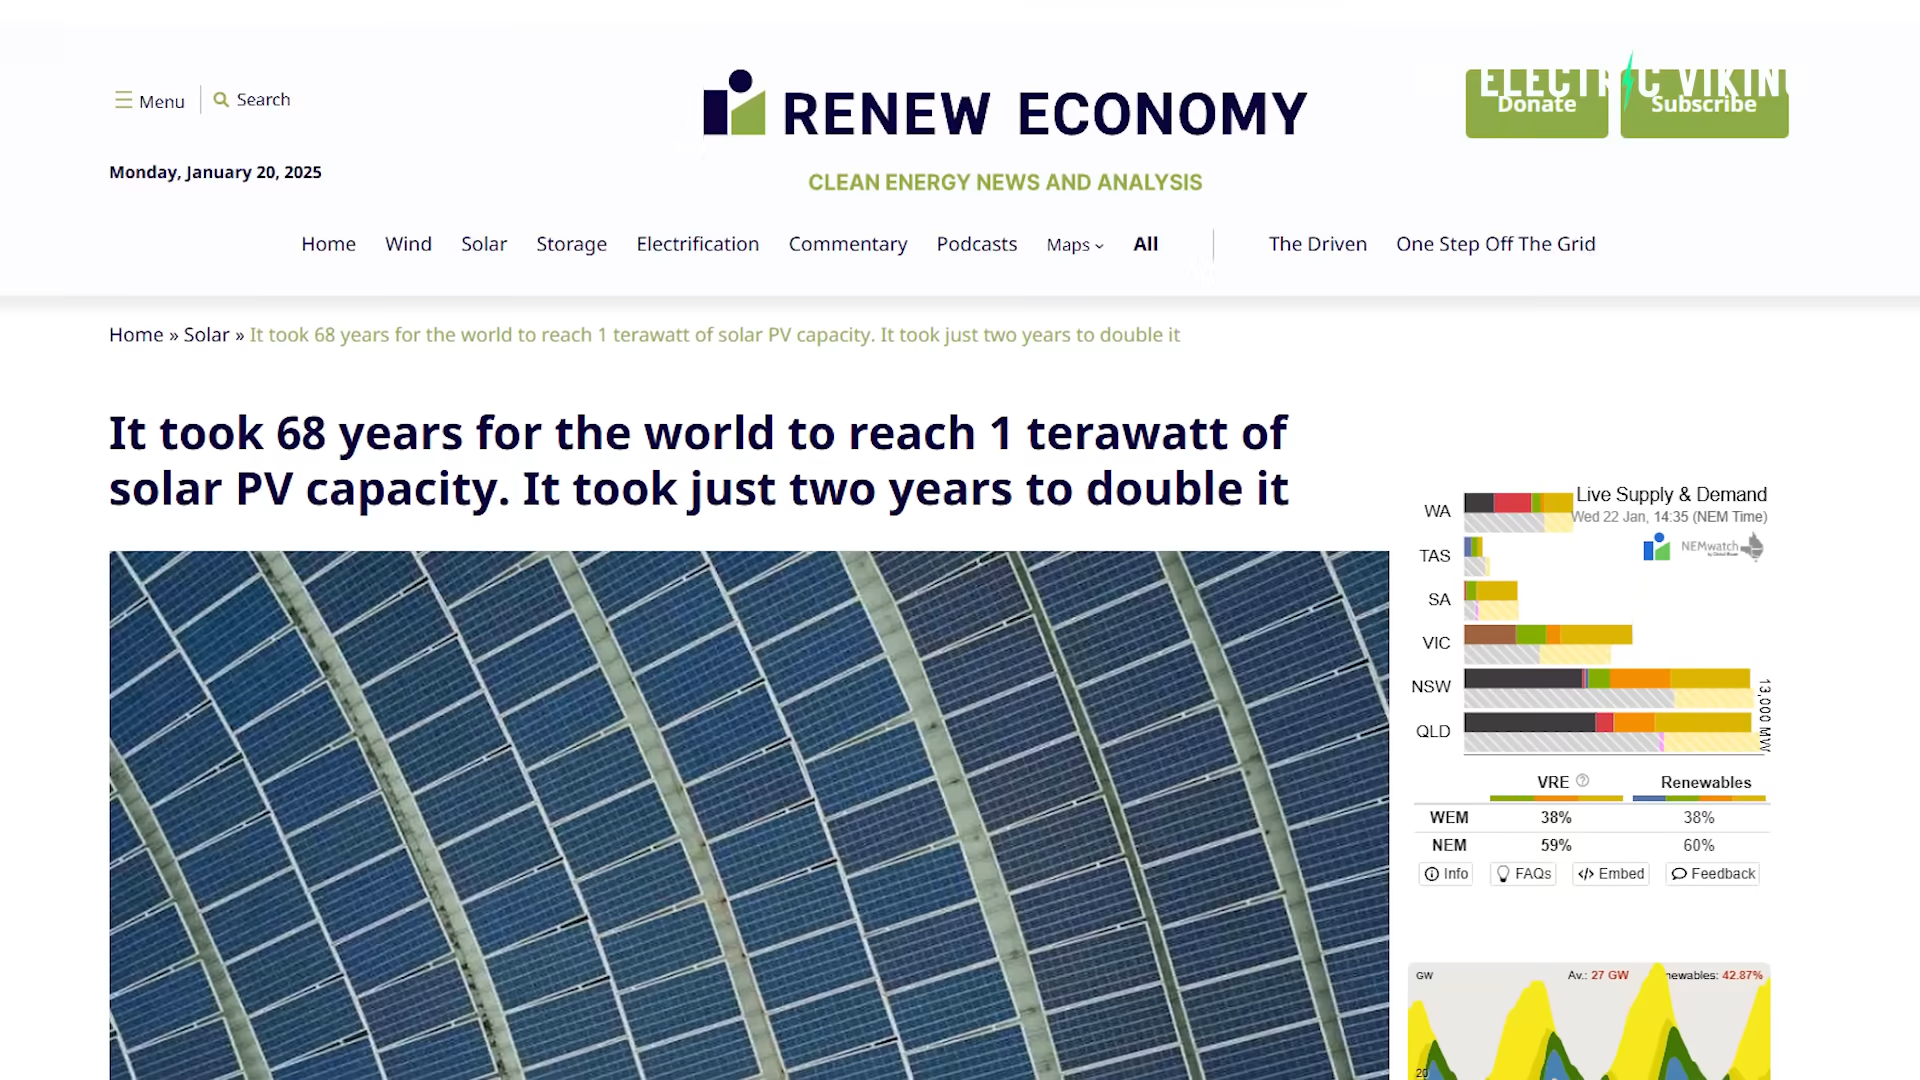 ELECTRIC VIKING
Menu
Search
RENEW ECONOMY
Donate
Subscribe
Monday, January 20, 2025
CLEAN ENERGY NEWS AND ANALYSIS
Home Wind Solar Storage Electrification Commentary Podcasts Maps All The Driven One Step Off The Grid
Home » Solar » It took 68 years for the world to reach 1 terawatt of solar PV capacity. It took just two years to double it
It took 68 years for the world to reach 1 terawatt of
solar PV capacity. It took just two years to double it
Live Supply & Demand
Wed 22 Jan, 14:35 (NEM Time)
NEMwatch
WA
TAS
SA
VIC
NSW
QLD
13,000 MW
VRE Renewables
WEM 38% 38%
NEM 59% 60%
Info FAQs Embed Feedback
GW Av.: 27 GW newables: 42.87%
20